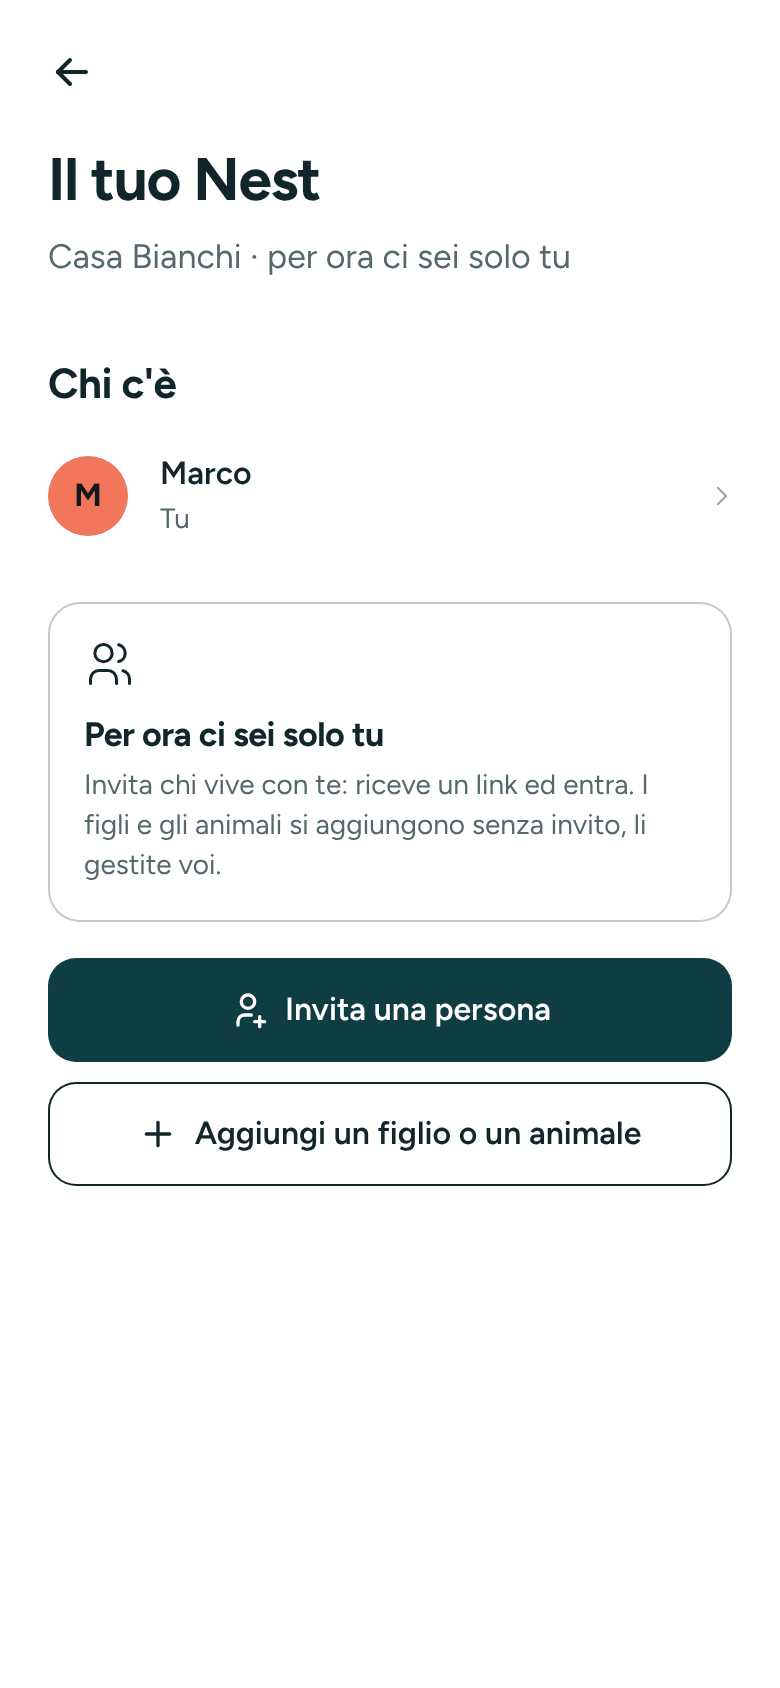 Il tuo Nest
Casa Bianchi · per ora ci sei solo tu
Chi c'è
M
Marco
Tu
Per ora ci sei solo tu
Invita chi vive con te: riceve un link ed entra. I
figli e gli animali si aggiungono senza invito, li
gestite voi.
Invita una persona
Aggiungi un figlio o un animale